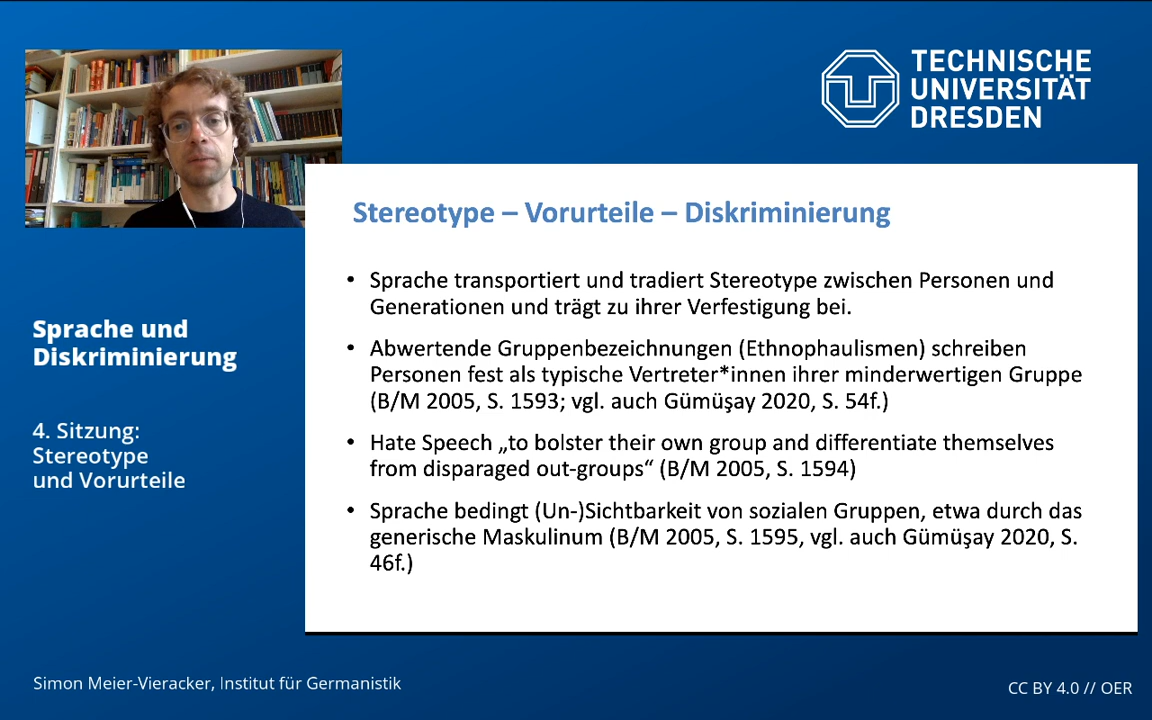 TECHNISCHE
UNIVERSITÄT
DRESDEN
Stereotype – Vorurteile – Diskriminierung
• Sprache transportiert und tradiert Stereotype zwischen Personen und
Generationen und trägt zu ihrer Verfestigung bei.
• Abwertende Gruppenbezeichnungen (Ethnophaulismen) schreiben
Personen fest als typische Vertreter*innen ihrer minderwertigen Gruppe
(B/M 2005, S. 1593; vgl. auch Gümüşay 2020, S. 54f.)
• Hate Speech „to bolster their own group and differentiate themselves
from disparaged out-groups“ (B/M 2005, S. 1594)
• Sprache bedingt (Un-)Sichtbarkeit von sozialen Gruppen, etwa durch das
generische Maskulinum (B/M 2005, S. 1595, vgl. auch Gümüşay 2020, S.
46f.)
Sprache und
Diskriminierung
4. Sitzung:
Stereotype
und Vorurteile
Simon Meier-Vieracker, Institut für Germanistik
CC BY 4.0 // OER